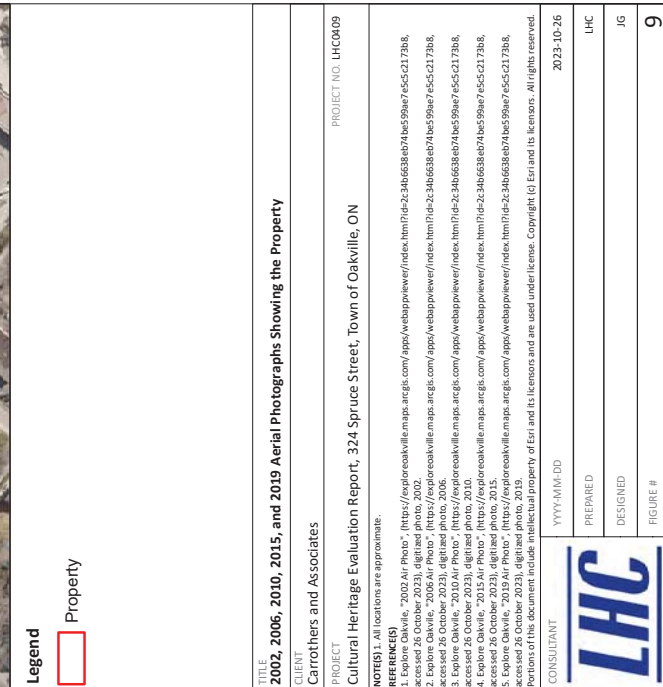 Legend
Property
TITLE
2002, 2006, 2010, 2015, and 2019 Aerial Photographs Showing the Property
CLIENT
Carrothers and Associates
PROJECT
PROJECT NO. LHC0409
Cultural Heritage Evaluation Report, 324 Spruce Street, Town of Oakville, ON
NOTE(S) 1. All locations are approximate.
REFERENCE(S)
1. Explore Oakvile, "2002 Air Photo", (https://exploreoakville.maps.arcgis.com/apps/webappviewer/index.html?id=2c34b6638eb74be599ae7e5c5c2173b8,
accessed 26 October 2023), digitized photo, 2002.
2. Explore Oakvile, "2006 Air Photo", (https://exploreoakville.maps.arcgis.com/apps/webappviewer/index.html?id=2c34b6638eb74be599ae7e5c5c2173b8,
accessed 26 October 2023), digitized photo, 2006.
3. Explore Oakvile, "2010 Air Photo", (https://exploreoakville.maps.arcgis.com/apps/webappviewer/index.html?id=2c34b6638eb74be599ae7e5c5c2173b8,
accessed 26 October 2023), digitized photo, 2010.
4. Explore Oakvile, "2015 Air Photo", (https://exploreoakville.maps.arcgis.com/apps/webappviewer/index.html?id=2c34b6638eb74be599ae7e5c5c2173b8,
accessed 26 October 2023), digitized photo, 2015.
5. Explore Oakvile, "2019 Air Photo", (https://exploreoakville.maps.arcgis.com/apps/webappviewer/index.html?id=2c34b6638eb74be599ae7e5c5c2173b8,
accessed 26 October 2023), digitized photo, 2019.
Portions of this document include intellectual property of Esri and its licensors and are used under license. Copyright (c) Esri and its licensors. All rights reserved.
CONSULTANT
LHC
YYYY-MM-DD 2023-10-26
PREPARED LHC
DESIGNED JG
FIGURE # 9